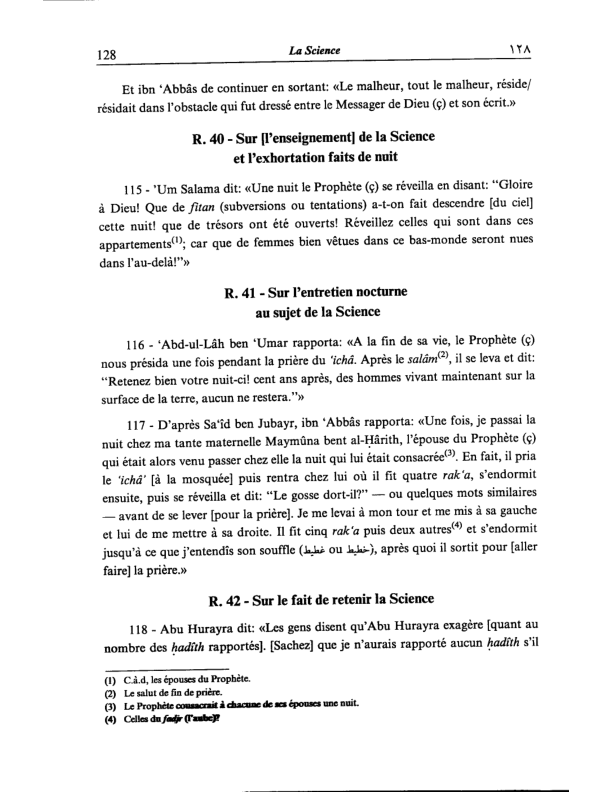 128
La Science
١٢٨
Et ibn ‘Abbâs de continuer en sortant: «Le malheur, tout le malheur, réside/
résidait dans l’obstacle qui fut dressé entre le Messager de Dieu (ç) et son écrit.»
R. 40 - Sur [l’enseignement] de la Science
et l’exhortation faits de nuit
115 - ’Um Salama dit: «Une nuit le Prophète (ç) se réveilla en disant: “Gloire
à Dieu! Que de fitan (subversions ou tentations) a-t-on fait descendre [du ciel]
cette nuit! que de trésors ont été ouverts! Réveillez celles qui sont dans ces
appartements(1); car que de femmes bien vêtues dans ce bas-monde seront nues
dans l’au-delà!”»
R. 41 - Sur l’entretien nocturne
au sujet de la Science
116 - ‘Abd-ul-Lâh ben ‘Umar rapporta: «A la fin de sa vie, le Prophète (ç)
nous présida une fois pendant la prière du ‘ichâ. Après le salâm(2), il se leva et dit:
“Retenez bien votre nuit-ci! cent ans après, des hommes vivant maintenant sur la
surface de la terre, aucun ne restera.”»
117 - D’après Sa‘îd ben Jubayr, ibn ‘Abbâs rapporta: «Une fois, je passai la
nuit chez ma tante maternelle Maymûna bent al-Ḥârith, l’épouse du Prophète (ç)
qui était alors venu passer chez elle la nuit qui lui était consacrée(3). En fait, il pria
le ‘ichâ’ [à la mosquée] puis rentra chez lui où il fit quatre rak‘a, s’endormit
ensuite, puis se réveilla et dit: “Le gosse dort-il?” — ou quelques mots similaires
— avant de se lever [pour la prière]. Je me levai à mon tour et me mis à sa gauche
et lui de me mettre à sa droite. Il fit cinq rak‘a puis deux autres(4) et s’endormit
jusqu’à ce que j’entendîs son souffle (غطيط ou خطيط), après quoi il sortit pour [aller
faire] la prière.»
R. 42 - Sur le fait de retenir la Science
118 - Abu Hurayra dit: «Les gens disent qu’Abu Hurayra exagère [quant au
nombre des ḥadîth rapportés]. [Sachez] que je n’aurais rapporté aucun ḥadîth s’il
(1) C.à.d, les épouses du Prophète.
(2) Le salut de fin de prière.
(3) Le Prophète consacrait à chacune de ses épouses une nuit.
(4) Celles du fadjr (l’aube)?